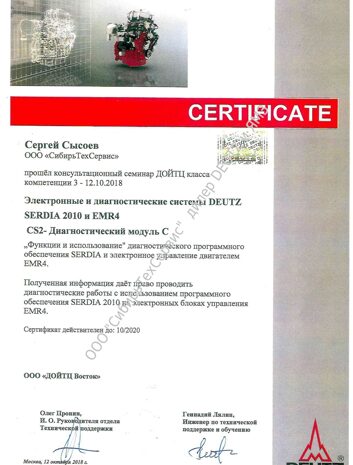 CERTIFICATE
Сергей Сысоев
ООО «СибирьТехСервис»
прошёл консультационный семинар ДОЙТЦ класса
компетенции 3 - 12.10.2018
Электронные и диагностические системы DEUTZ
SERDIA 2010 и EMR4
CS2- Диагностический модуль С
„Функции и использование" диагностического программного
обеспечения SERDIA и электронное управление двигателем
EMR4.
Полученная информация даёт право проводить
диагностические работы с использованием программного
обеспечения SERDIA 2010 на электронных блоках управления
EMR4.
Сертификат действителен до: 10/2020
ООО «ДОЙТЦ Восток»
Олег Пронин,
И. О. Руководителя отдела
Технической поддержки
Геннадий Лялин,
Инженер по технической
поддержке и обучению
Москва, 12 октября 2018 г.
DEUTZ
ООО "СибирьТехСервис" дилер